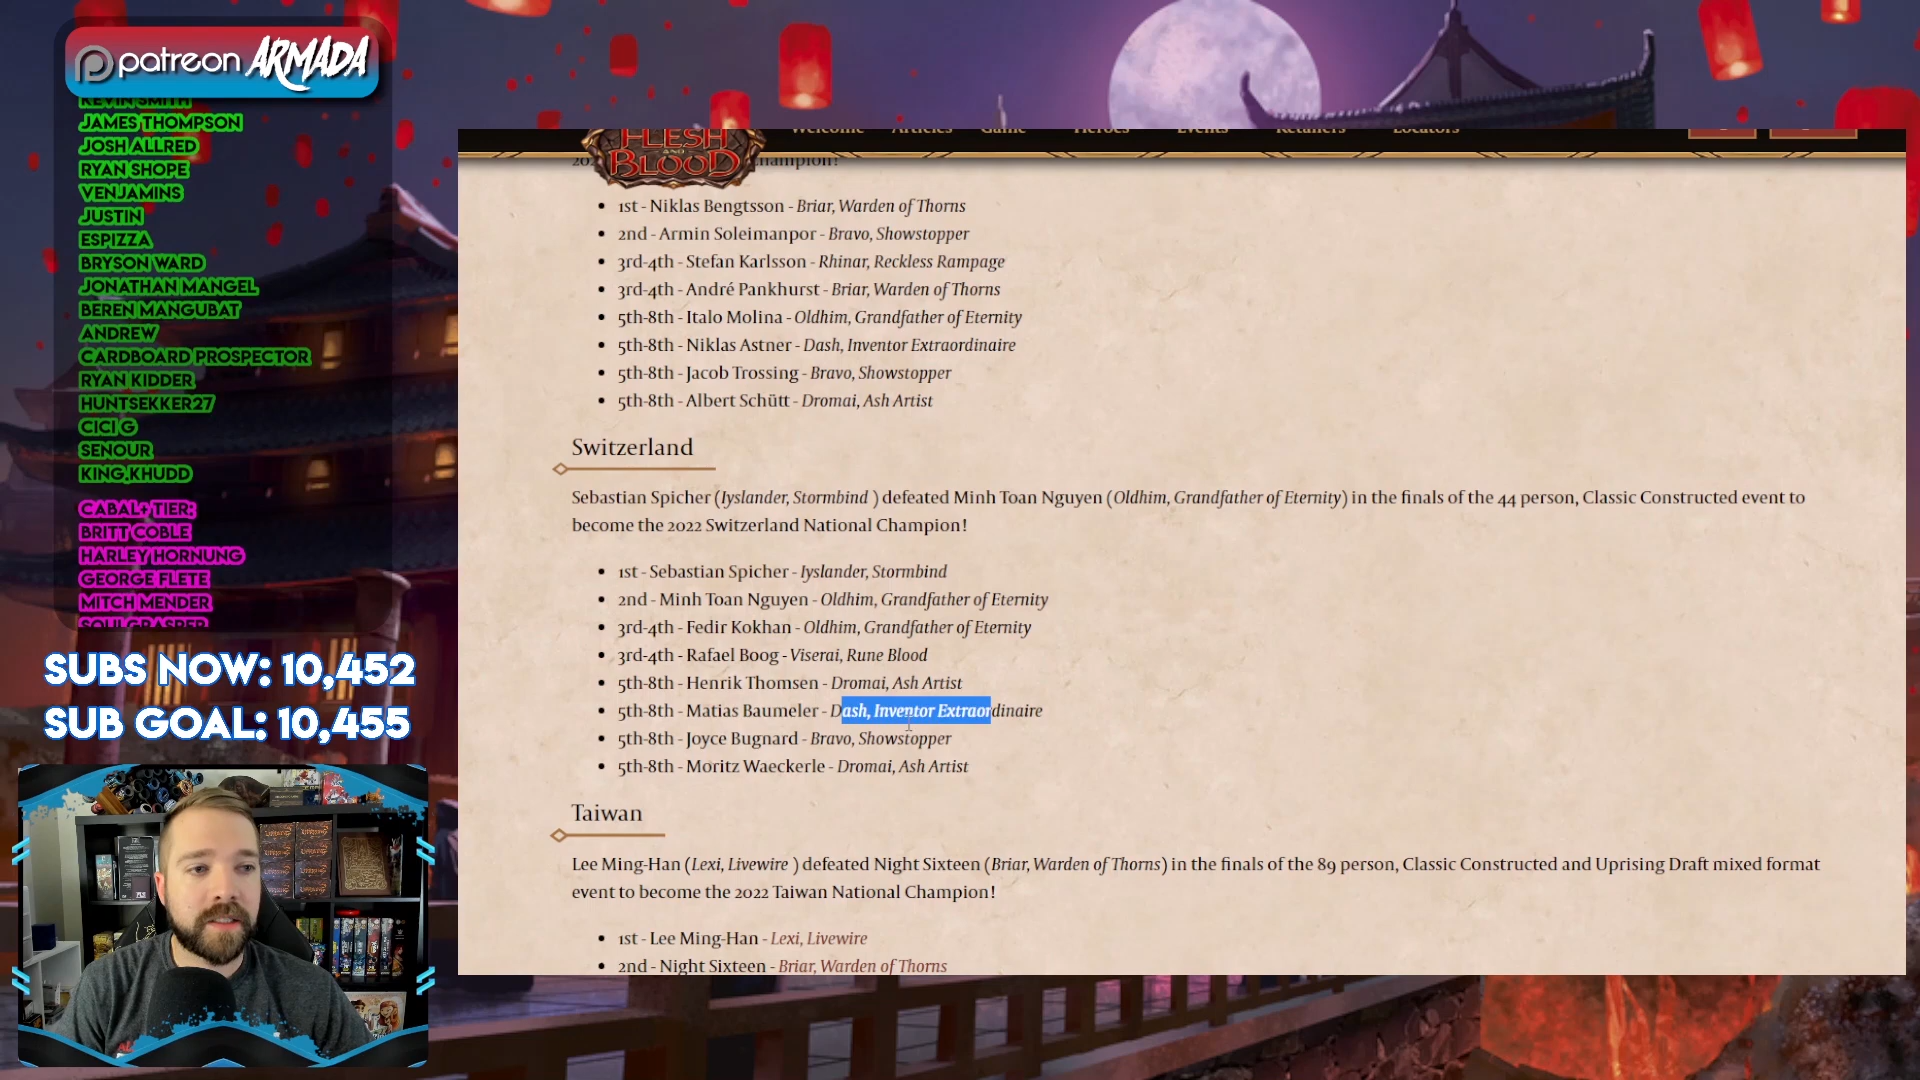 patreon ARMADA
KEVIN SMITH
JAMES THOMPSON
JOSH ALLRED
RYAN SHOPE
VENJAMINS
JUSTIN
ESPIZZA
BRYSON WARD
JONATHAN MANGEL
BEREN MANGUBAT
ANDREW
CARDBOARD PROSPECTOR
RYAN KIDDER
HUNTSEKKER27
CICI G
SENOUR
KING,KHUDD
CABAL+ TIER:
BRITT COBLE
HARLEY HORNUNG
GEORGE FLETE
MITCH MENDER
SOULGRASPER
SUBS NOW: 10,452
SUB GOAL: 10,455
Welcome Articles Game Heroes Events Retailers Locators
FLESH AND BLOOD
202 Champion!
1st - Niklas Bengtsson - Briar, Warden of Thorns
2nd - Armin Soleimanpor - Bravo, Showstopper
3rd-4th - Stefan Karlsson - Rhinar, Reckless Rampage
3rd-4th - André Pankhurst - Briar, Warden of Thorns
5th-8th - Italo Molina - Oldhim, Grandfather of Eternity
5th-8th - Niklas Astner - Dash, Inventor Extraordinaire
5th-8th - Jacob Trossing - Bravo, Showstopper
5th-8th - Albert Schütt - Dromai, Ash Artist
Switzerland
Sebastian Spicher (Iyslander, Stormbind ) defeated Minh Toan Nguyen (Oldhim, Grandfather of Eternity) in the finals of the 44 person, Classic Constructed event to
become the 2022 Switzerland National Champion!
1st - Sebastian Spicher - Iyslander, Stormbind
2nd - Minh Toan Nguyen - Oldhim, Grandfather of Eternity
3rd-4th - Fedir Kokhan - Oldhim, Grandfather of Eternity
3rd-4th - Rafael Boog - Viserai, Rune Blood
5th-8th - Henrik Thomsen - Dromai, Ash Artist
5th-8th - Matias Baumeler - Dash, Inventor Extraordinaire
5th-8th - Joyce Bugnard - Bravo, Showstopper
5th-8th - Moritz Waeckerle - Dromai, Ash Artist
Taiwan
Lee Ming-Han (Lexi, Livewire ) defeated Night Sixteen (Briar, Warden of Thorns) in the finals of the 89 person, Classic Constructed and Uprising Draft mixed format
event to become the 2022 Taiwan National Champion!
1st - Lee Ming-Han - Lexi, Livewire
2nd - Night Sixteen - Briar, Warden of Thorns